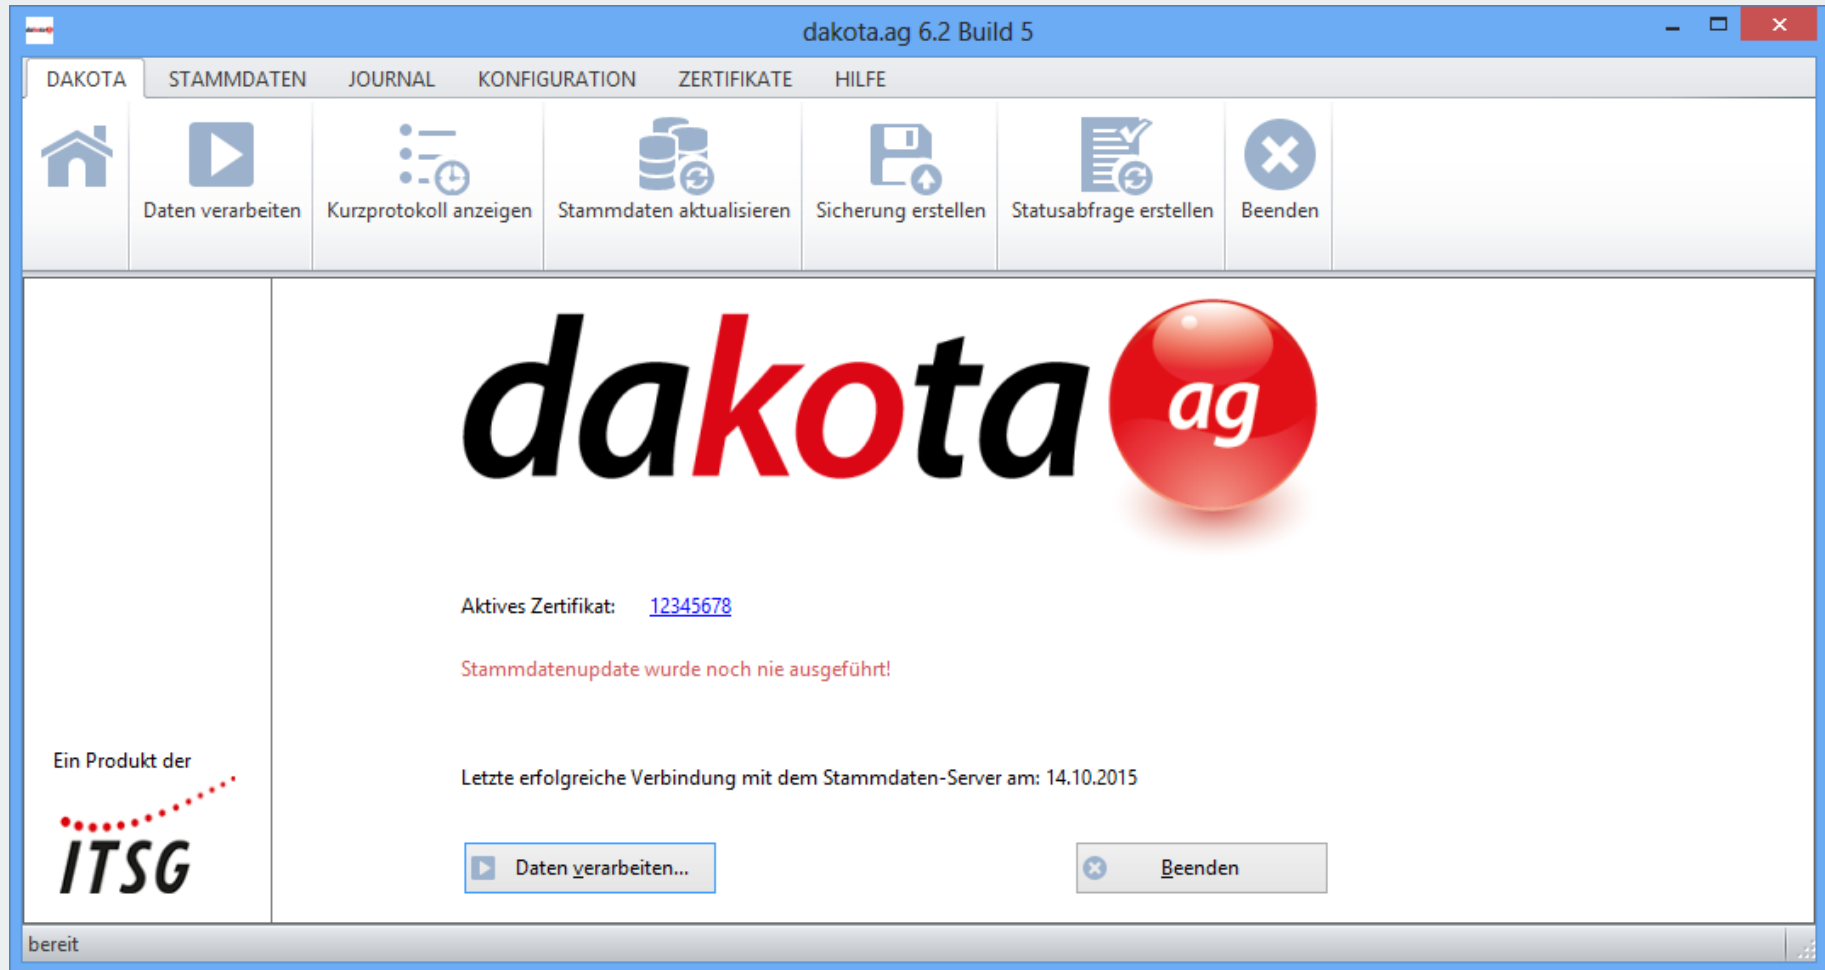 dakota.ag 6.2 Build 5
DAKOTA STAMMDATEN JOURNAL KONFIGURATION ZERTIFIKATE HILFE
Daten verarbeiten Kurzprotokoll anzeigen Stammdaten aktualisieren Sicherung erstellen Statusabfrage erstellen Beenden
dakota ag
Aktives Zertifikat: 12345678
Stammdatenupdate wurde noch nie ausgeführt!
Ein Produkt der
Letzte erfolgreiche Verbindung mit dem Stammdaten-Server am: 14.10.2015
ITSG
Daten verarbeiten... Beenden
bereit